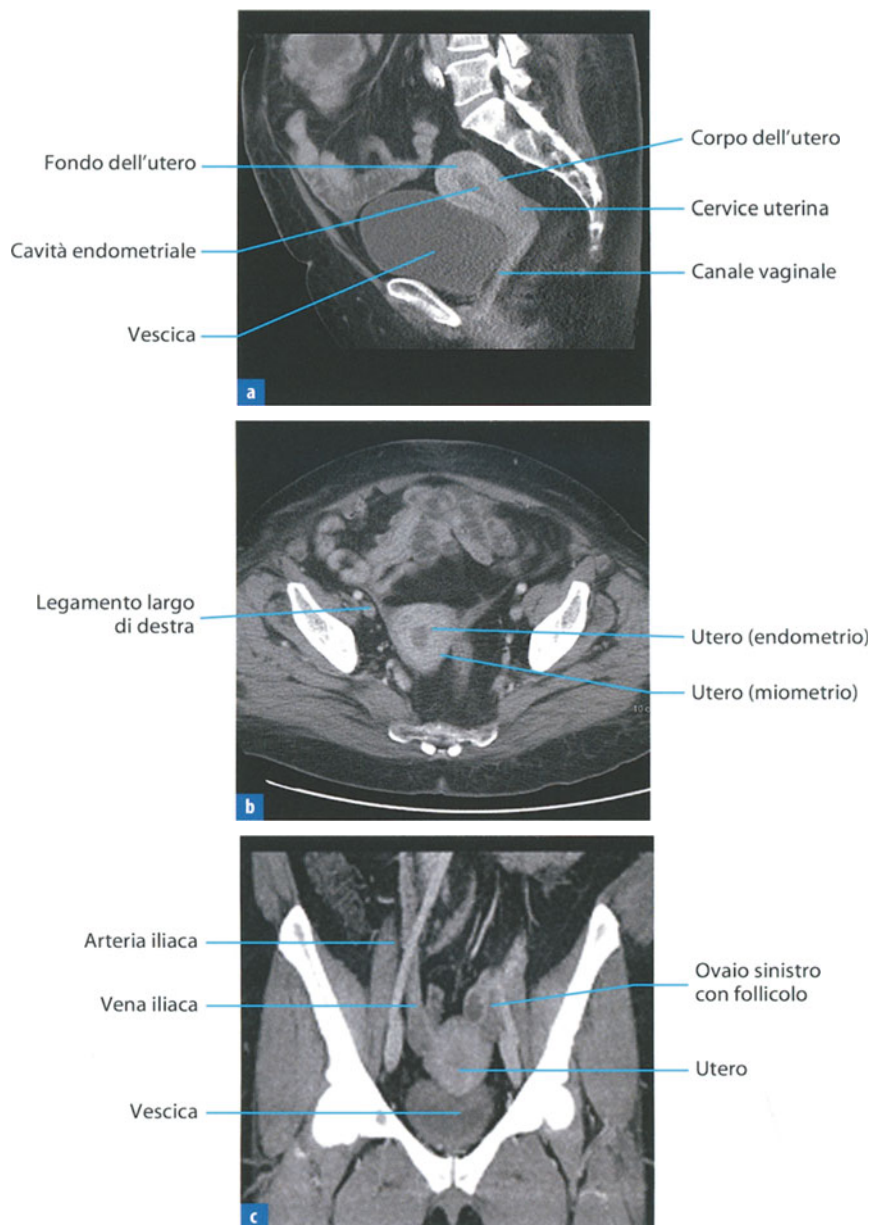 Fondo dell'utero
Cavità endometriale
Vescica
Corpo dell'utero
Cervice uterina
Canale vaginale
a
Legamento largo
di destra
Utero (endometrio)
Utero (miometrio)
10 c
b
Arteria iliaca
Vena iliaca
Vescica
Ovaio sinistro
con follicolo
Utero
c